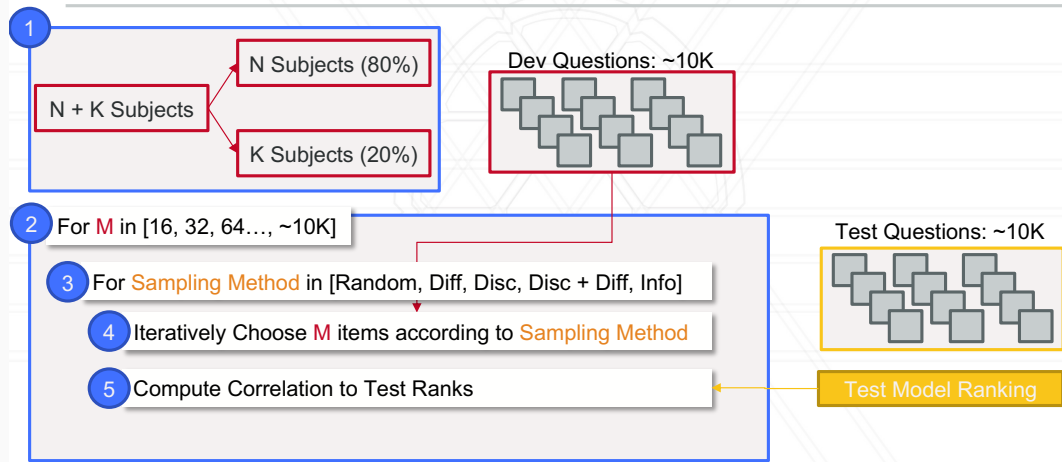 1
N + K Subjects
N Subjects (80%)
K Subjects (20%)
Dev Questions: ~10K
2
For M in [16, 32, 64…, ~10K]
3
For Sampling Method in [Random, Diff, Disc, Disc + Diff, Info]
4
Iteratively Choose M items according to Sampling Method
5
Compute Correlation to Test Ranks
Test Questions: ~10K
Test Model Ranking